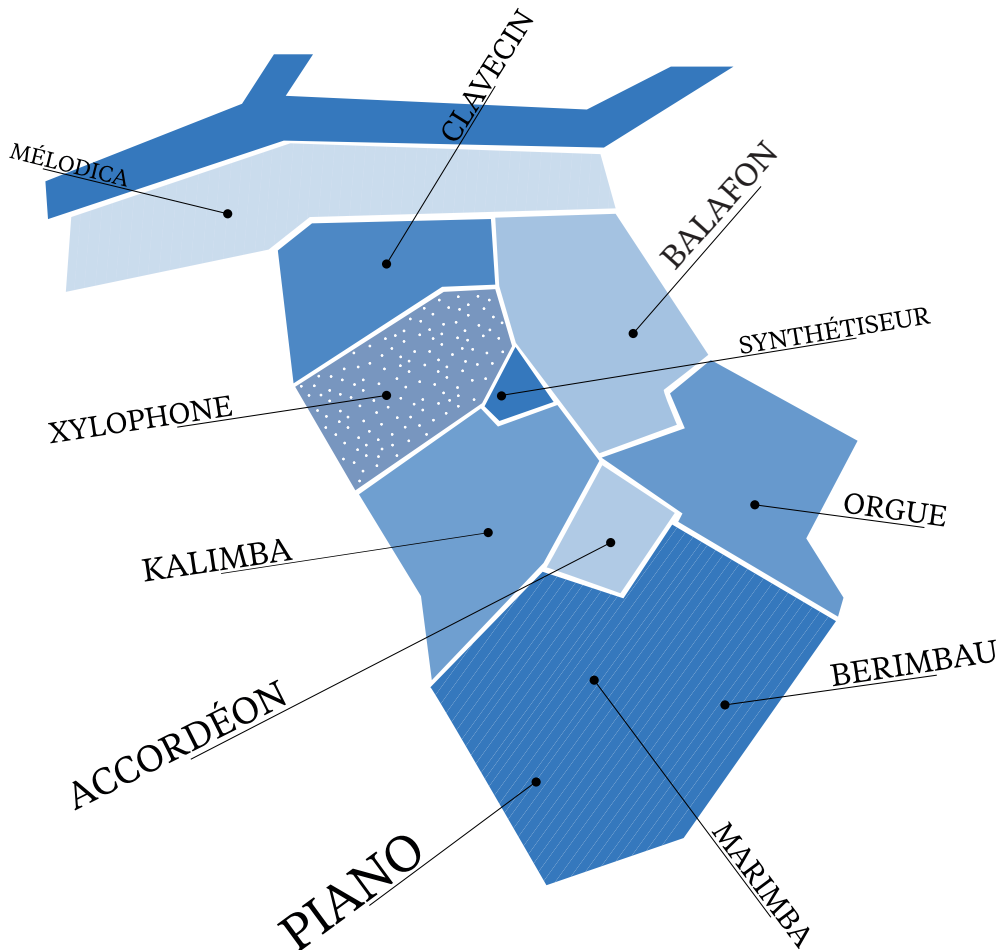 CLAVECIN
MÉLODICA
BALAFON
SYNTHÉTISEUR
XYLOPHONE
ORGUE
KALIMBA
BERIMBAU
ACCORDÉON
PIANO
MARIMBA